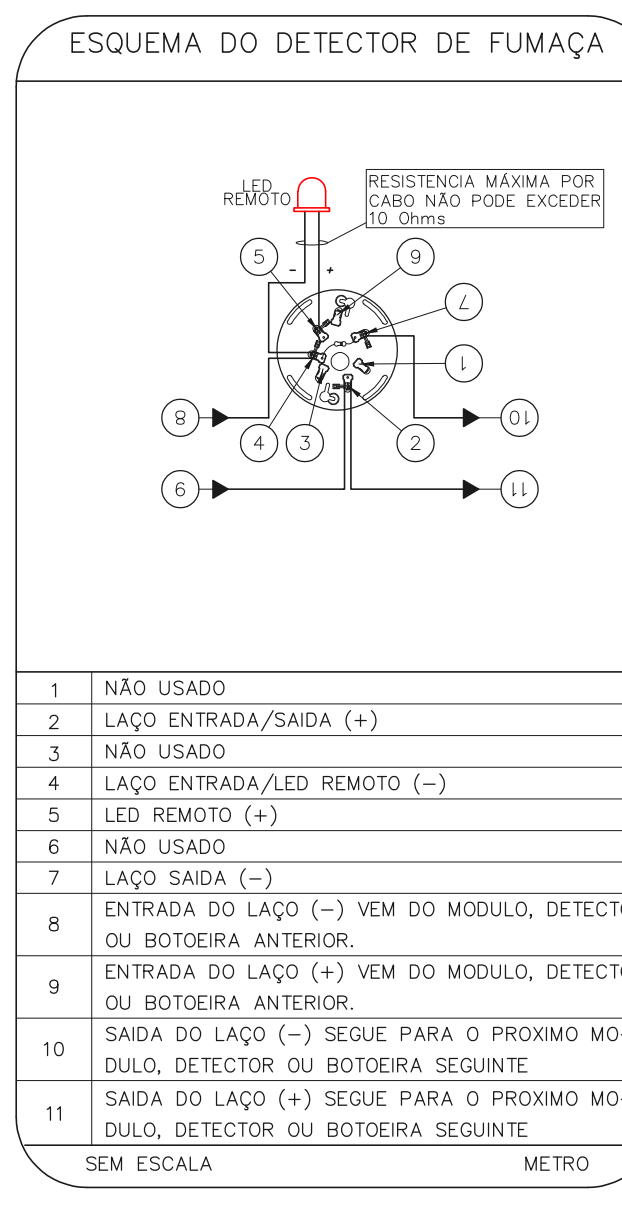 ESQUEMA DO DETECTOR DE FUMAÇA
LED
REMOTO
RESISTENCIA MÁXIMA POR
CABO NÃO PODE EXCEDER
10 Ohms
5
6
- +
7
1
8
10
4
3
2
9
11
1 NÃO USADO
2 LAÇO ENTRADA/SAIDA (+)
3 NÃO USADO
4 LAÇO ENTRADA/LED REMOTO (-)
5 LED REMOTO (+)
6 NÃO USADO
7 LAÇO SAIDA (-)
8 ENTRADA DO LAÇO (-) VEM DO MODULO, DETECTO
OU BOTOEIRA ANTERIOR.
9 ENTRADA DO LAÇO (+) VEM DO MODULO, DETECTO
OU BOTOEIRA ANTERIOR.
10 SAIDA DO LAÇO (-) SEGUE PARA O PROXIMO MO-
DULO, DETECTOR OU BOTOEIRA SEGUINTE
11 SAIDA DO LAÇO (+) SEGUE PARA O PROXIMO MO-
DULO, DETECTOR OU BOTOEIRA SEGUINTE
SEM ESCALA METRO